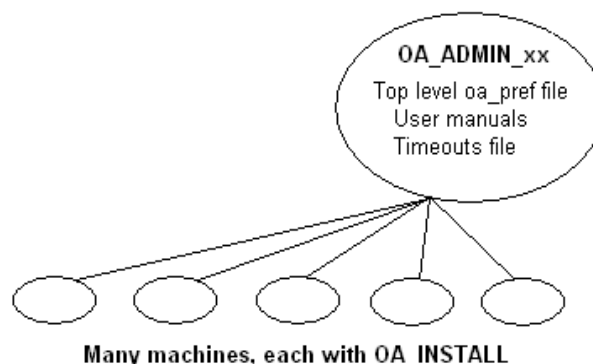 OA_ADMIN_xx
Top level oa_pref file
User manuals
Timeouts file
Many machines, each with OA_INSTALL